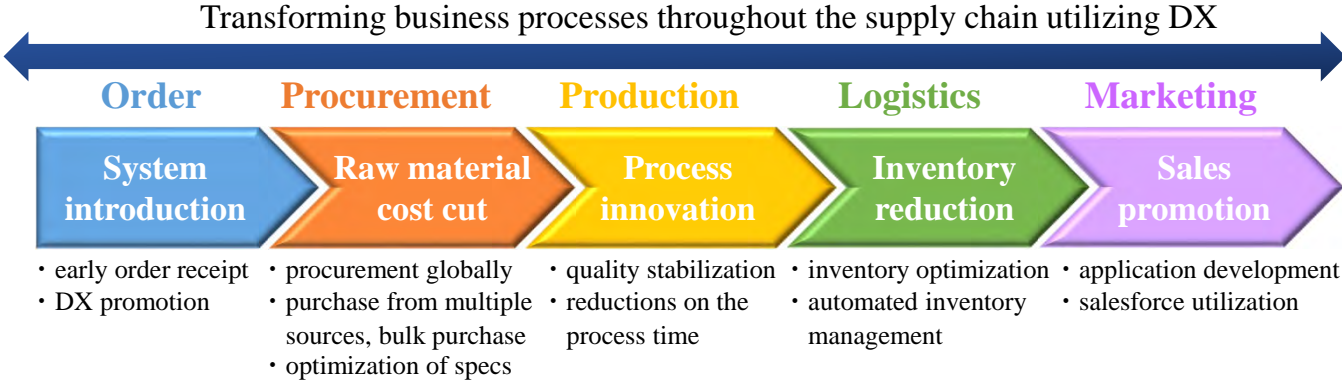 Transforming business processes throughout the supply chain utilizing DX
Order
Procurement
Production
Logistics
Marketing
System
introduction
Raw material
cost cut
Process
innovation
Inventory
reduction
Sales
promotion
・early order receipt
・DX promotion
・procurement globally
・purchase from multiple
sources, bulk purchase
・optimization of specs
・quality stabilization
・reductions on the
process time
・inventory optimization
・automated inventory
management
・application development
・salesforce utilization